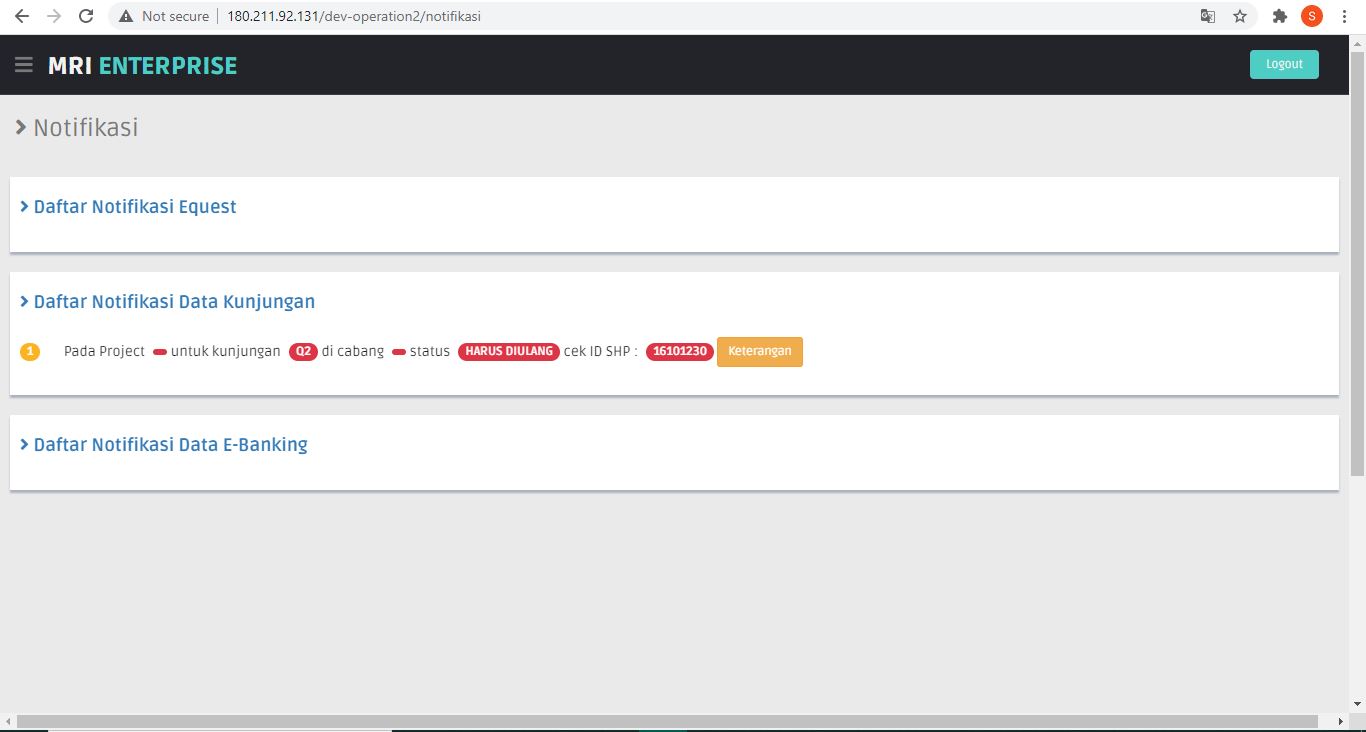 Not secure | 180.211.92.131/dev-operation2/notifikasi
S
MRI ENTERPRISE
Logout
Notifikasi
Daftar Notifikasi Equest
Daftar Notifikasi Data Kunjungan
1 Pada Project untuk kunjungan Q2 di cabang status HARUS DIULANG cek ID SHP : 16101230 Keterangan
Daftar Notifikasi Data E-Banking